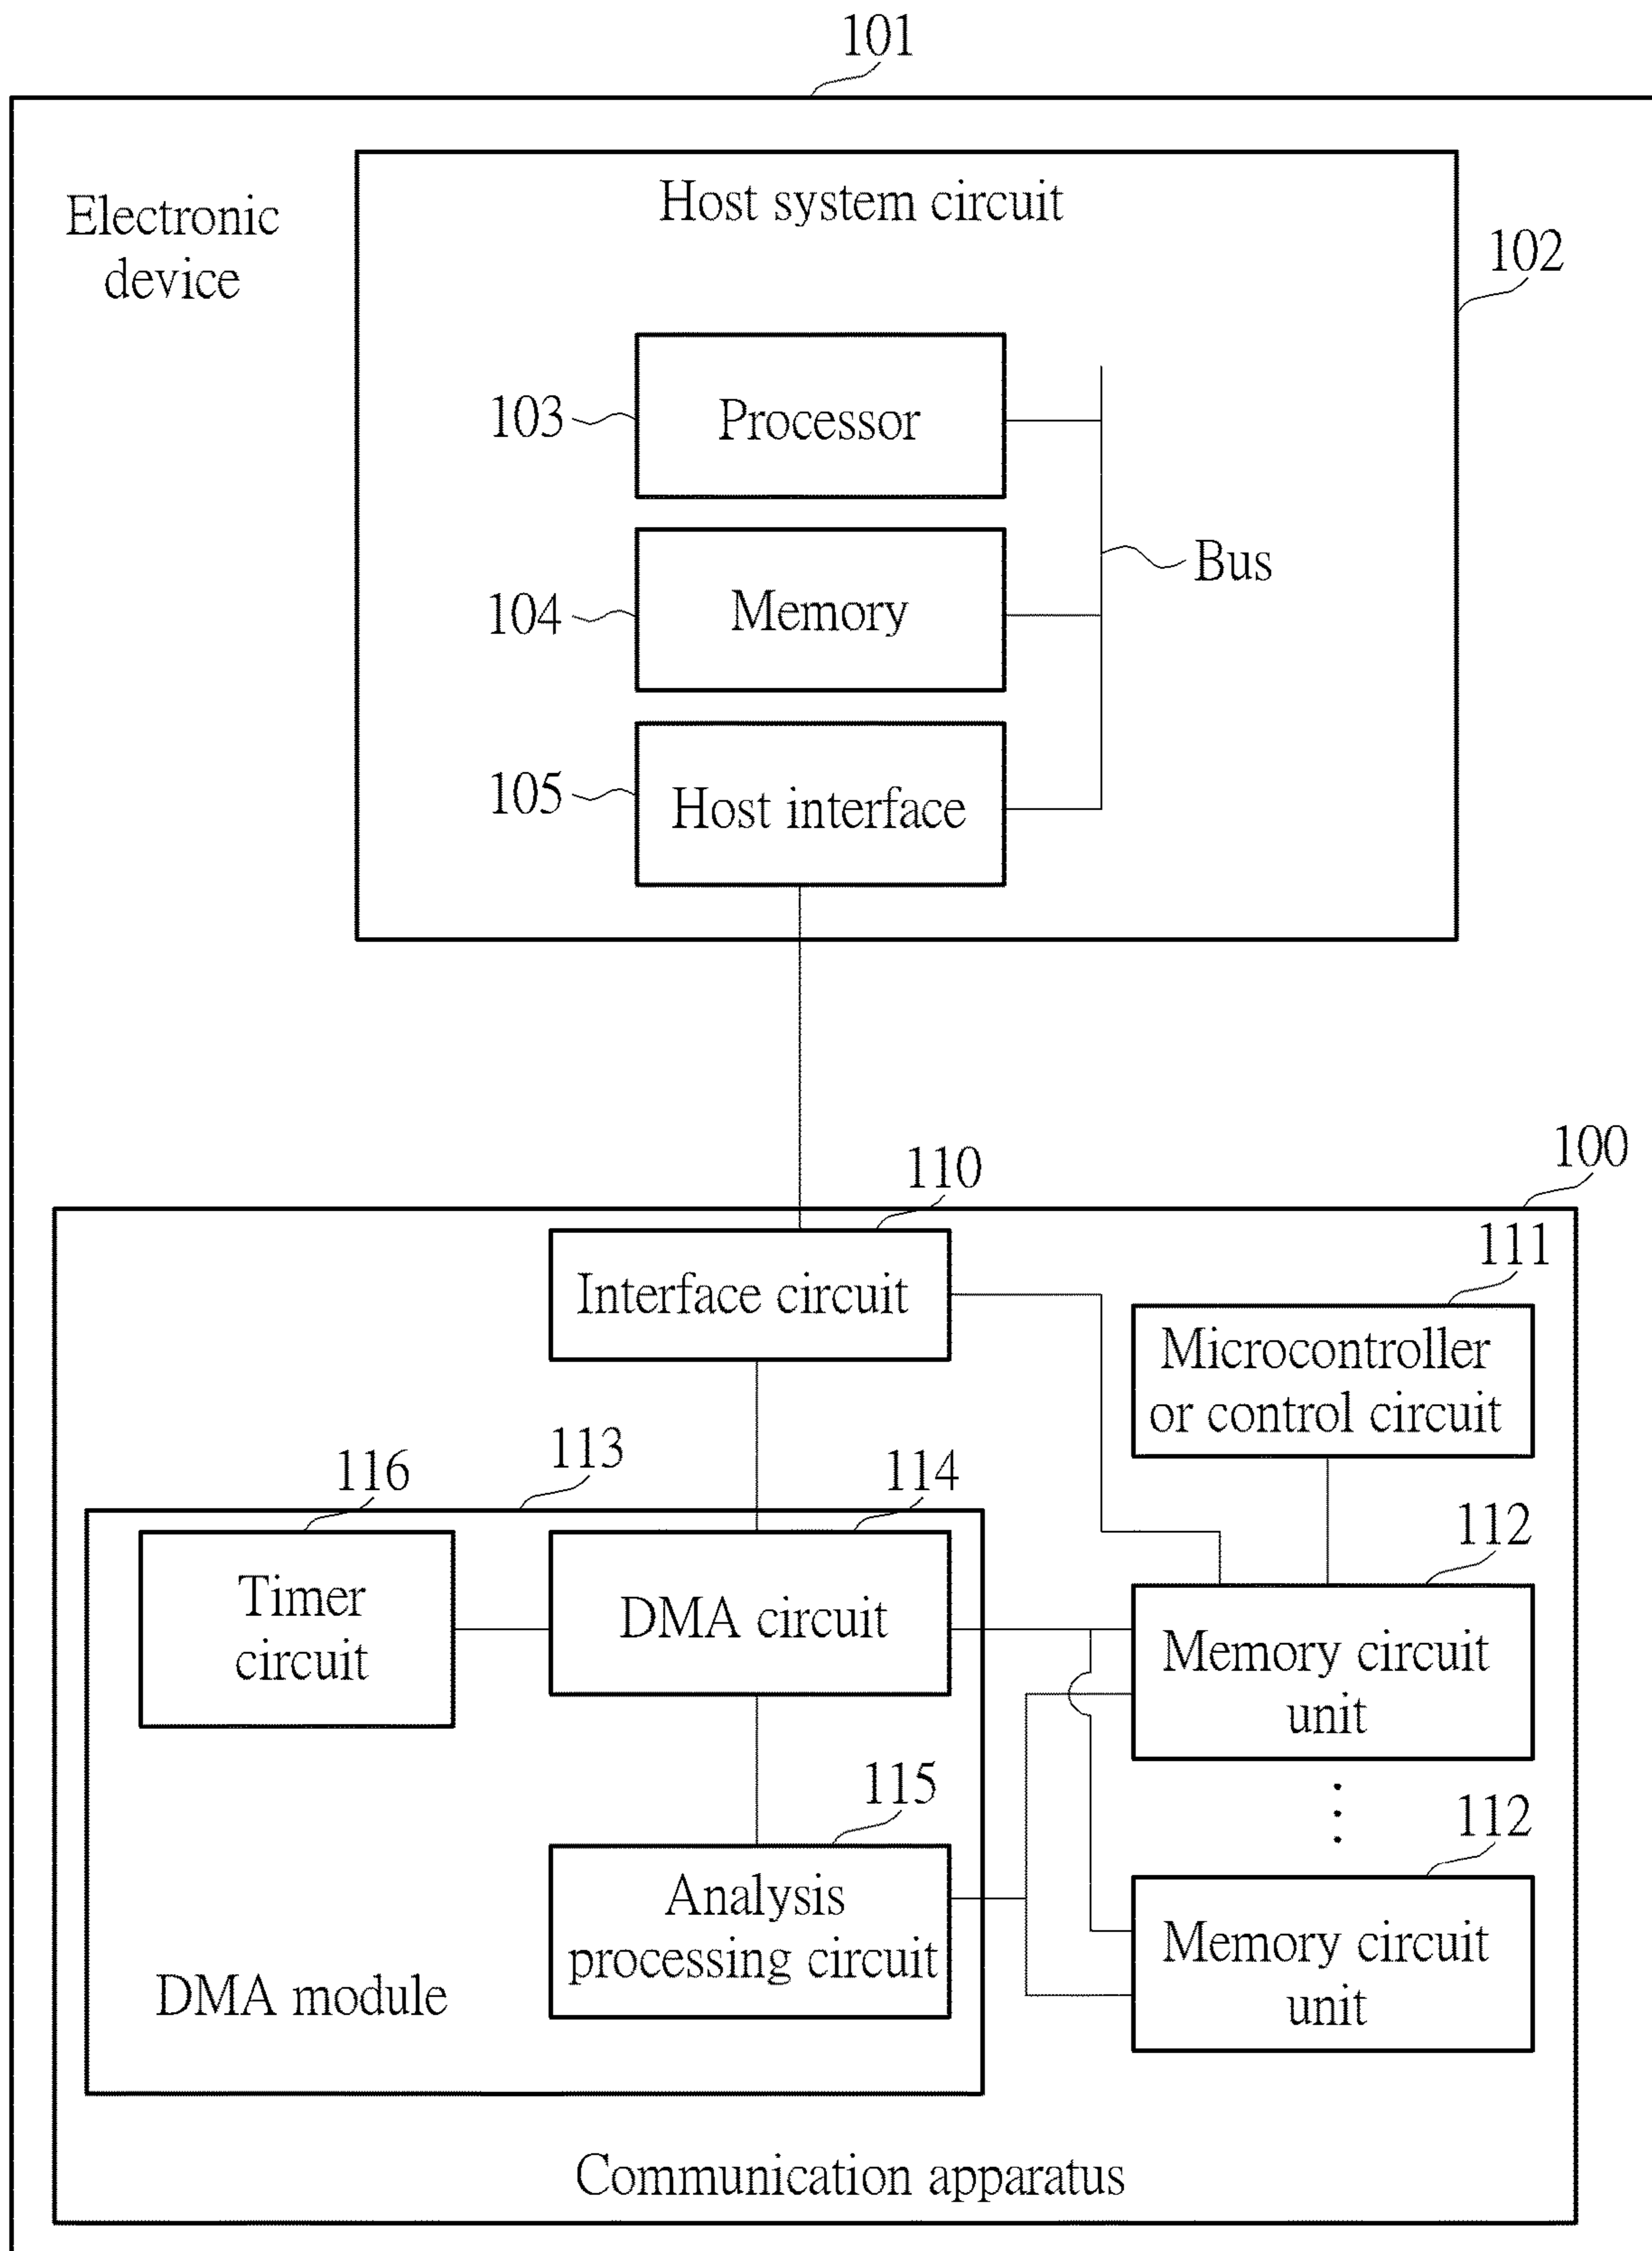 101
Electronic
device
Host system circuit
102
103
Processor
Bus
104
Memory
105
Host interface
100
110
111
Interface circuit
Microcontroller
or control circuit
113
116
114
112
Timer
circuit
DMA circuit
Memory circuit
unit
115
112
Analysis
processing circuit
Memory circuit
unit
DMA module
Communication apparatus